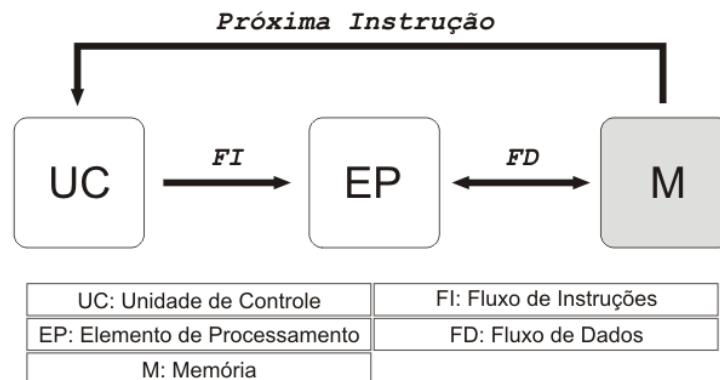 Próxima Instrução
UC
FI
EP
FD
M
UC: Unidade de Controle
FI: Fluxo de Instruções
EP: Elemento de Processamento
FD: Fluxo de Dados
M: Memória